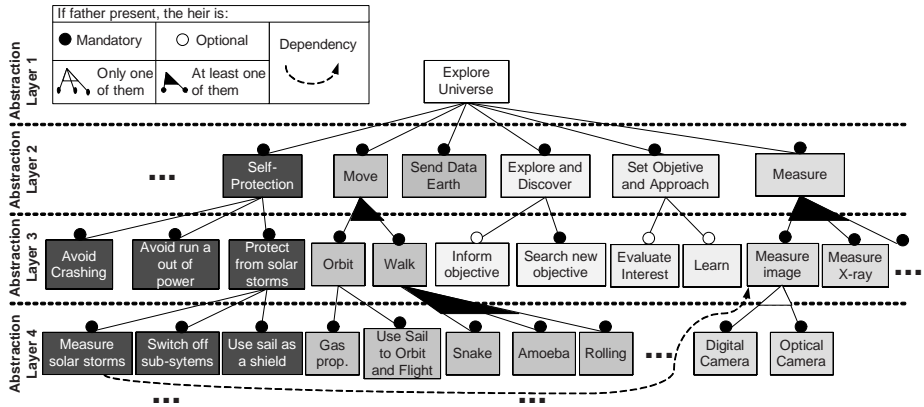 If father present, the heir is:
Mandatory
Optional
Dependency
Only one
of them
At least one
of them
Abstraction
Layer 1
Explore
Universe
Abstraction
Layer 2
...
Self-
Protection
Move
Send Data
Earth
Explore and
Discover
Set Objetive
and Approach
Measure
Abstraction
Layer 3
Avoid
Crashing
Avoid run a
out of
power
Protect
from solar
storms
Orbit
Walk
Inform
objective
Search new
objective
Evaluate
Interest
Learn
Measure
image
Measure
X-ray
...
Abstraction
Layer 4
Measure
solar storms
Switch off
sub-sytems
Use sail as
a shield
Gas
prop.
Use Sail
to Orbit
and Flight
Snake
Amoeba
Rolling
...
Digital
Camera
Optical
Camera
...
...
...